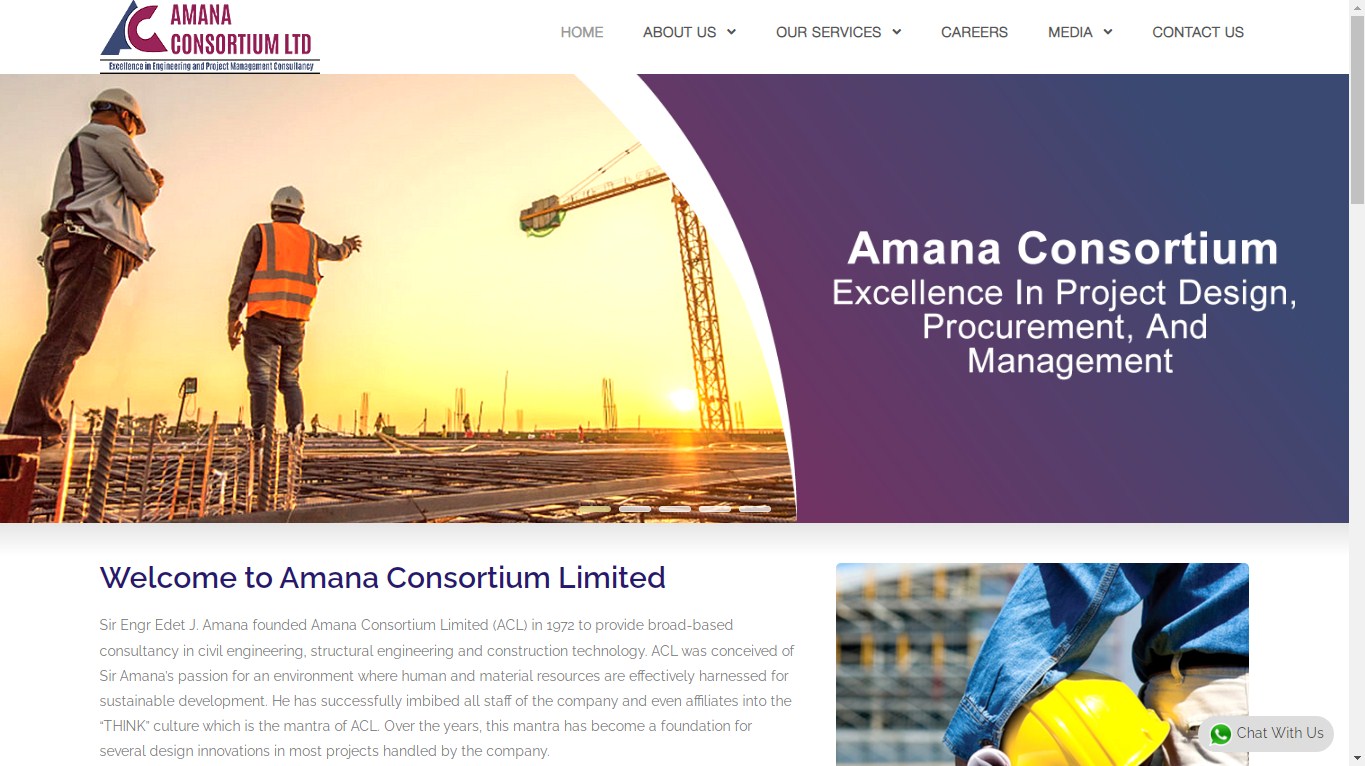 AMANA
CONSORTIUM LTD
Excellence in Engineering and Project Management Consultancy
HOME
ABOUT US
OUR SERVICES
CAREERS
MEDIA
CONTACT US
Amana Consortium
Excellence In Project Design,
Procurement, And
Management
Welcome to Amana Consortium Limited
Sir Engr Edet J. Amana founded Amana Consortium Limited (ACL) in 1972 to provide broad-based
consultancy in civil engineering, structural engineering and construction technology. ACL was conceived of
Sir Amana's passion for an environment where human and material resources are effectively harnessed for
sustainable development. He has successfully imbibed all staff of the company and even affiliates into the
“THINK” culture which is the mantra of ACL. Over the years, this mantra has become a foundation for
several design innovations in most projects handled by the company.
Chat With Us